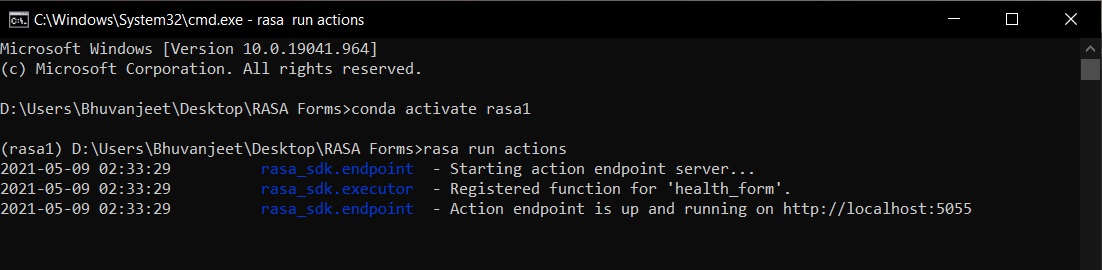 C:\Windows\System32\cmd.exe - rasa  run actions
Microsoft Windows [Version 10.0.19041.964]
(c) Microsoft Corporation. All rights reserved.
D:\Users\Bhuvanjeet\Desktop\RASA Forms>conda activate rasa1
(rasa1) D:\Users\Bhuvanjeet\Desktop\RASA Forms>rasa run actions
2021-05-09 02:33:29 rasa_sdk.endpoint - Starting action endpoint server...
2021-05-09 02:33:29 rasa_sdk.executor - Registered function for 'health_form'.
2021-05-09 02:33:29 rasa_sdk.endpoint - Action endpoint is up and running on http://localhost:5055